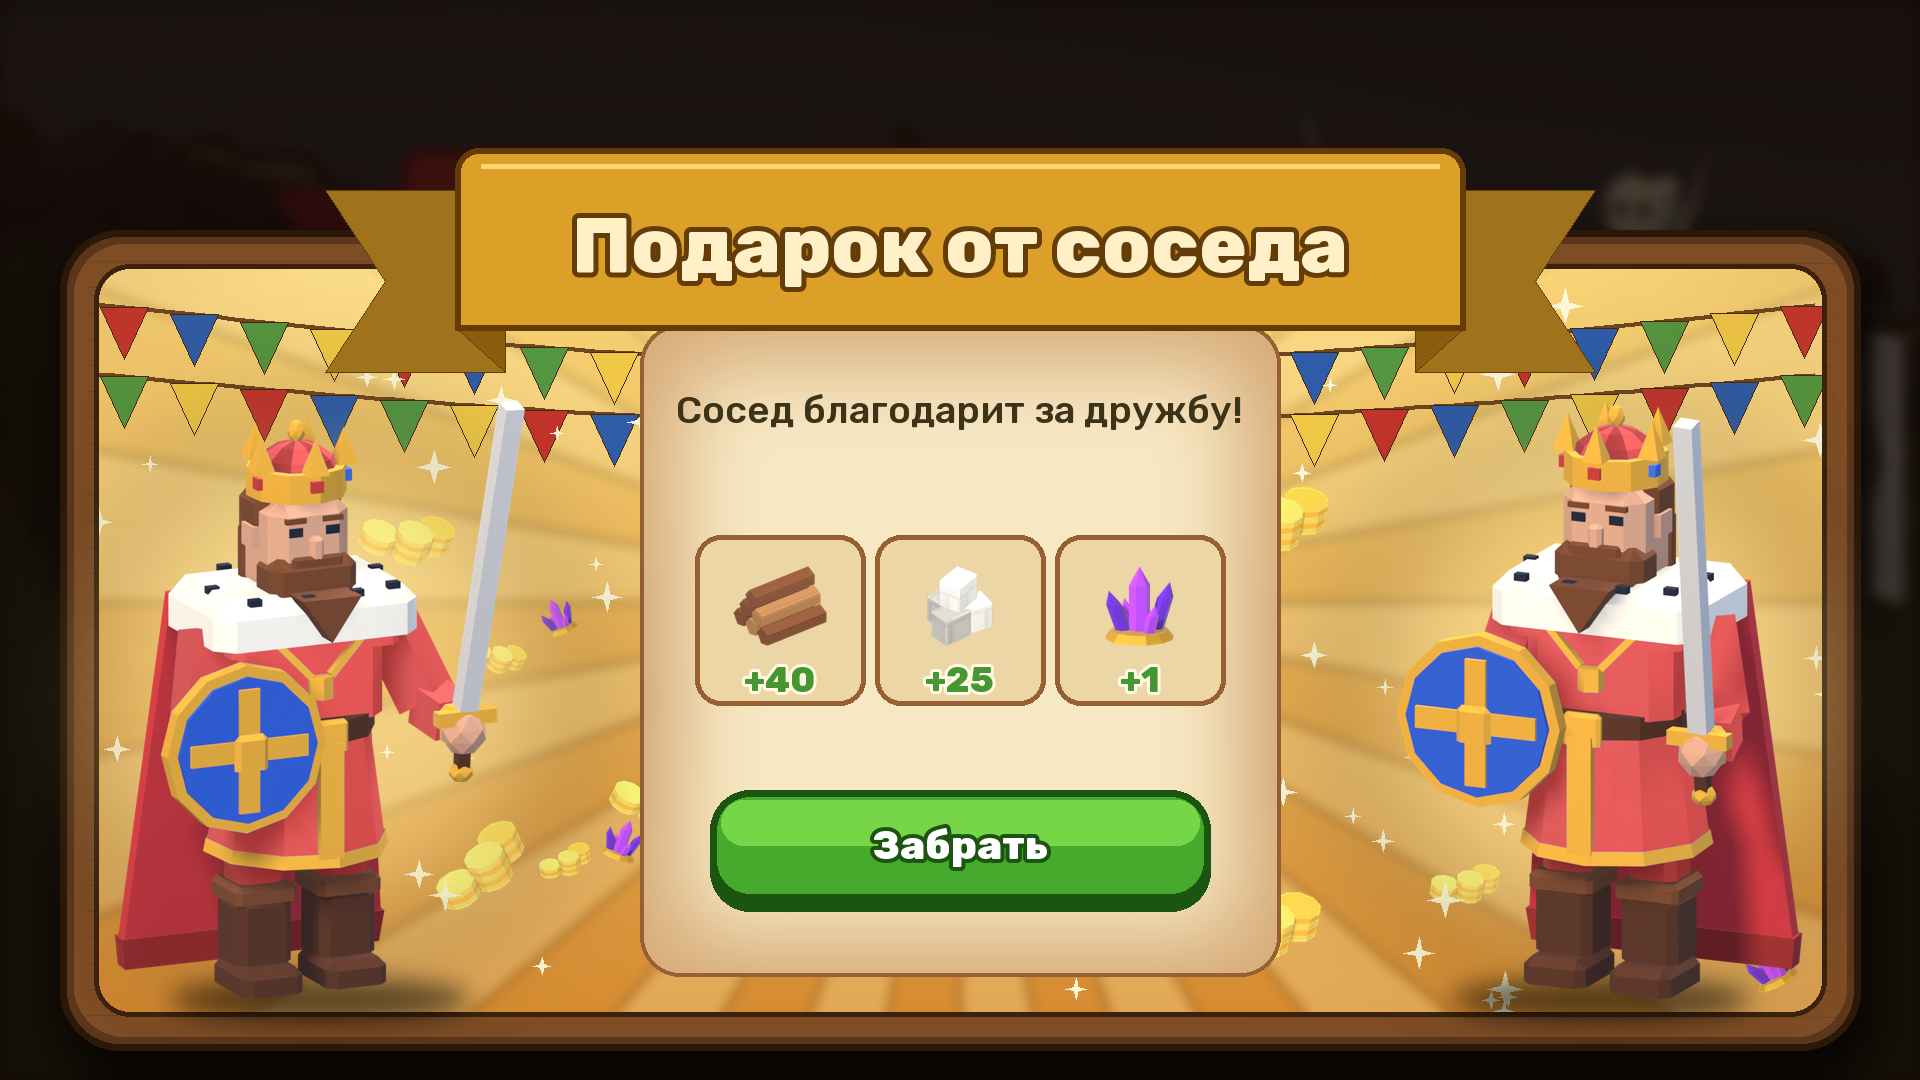 Подарок от соседа
Сосед благодарит за дружбу!
+40
+25
+1
Забрать